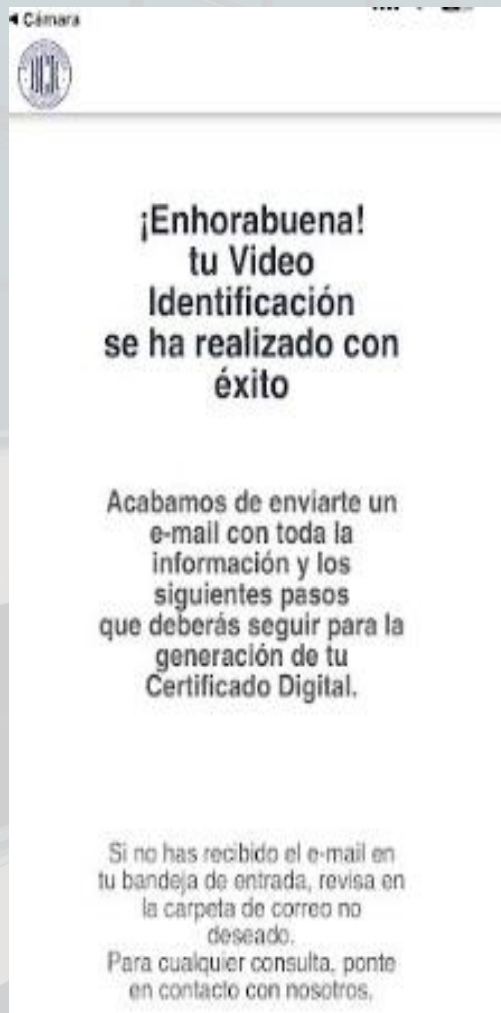 Cámara
¡Enhorabuena!
tu Video
Identificación
se ha realizado con
éxito
Acabamos de enviarte un
e-mail con toda la
información y los
siguientes pasos
que deberás seguir para la
generación de tu
Certificado Digital.
Si no has recibido el e-mail en
tu bandeja de entrada, revisa en
la carpeta de correo no
deseado.
Para cualquier consulta, ponte
en contacto con nosotros.